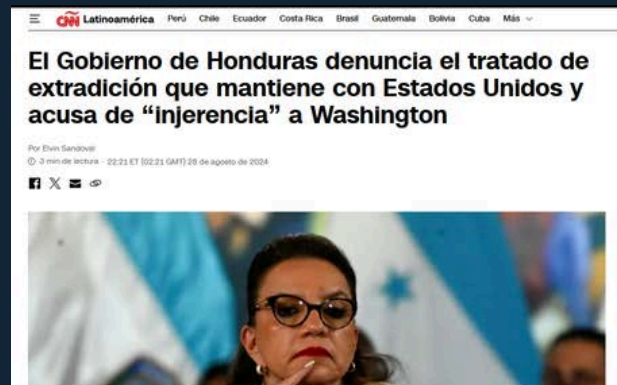 CNN Latinoamérica Perú Chile Ecuador Costa Rica Brasil Guatemala Bolivia Cuba Más
El Gobierno de Honduras denuncia el tratado de
extradición que mantiene con Estados Unidos y
acusa de “injerencia” a Washington
Por Elvin Sandoval
3 min de lectura · 22:21 ET (02:21 GMT) 28 de agosto de 2024